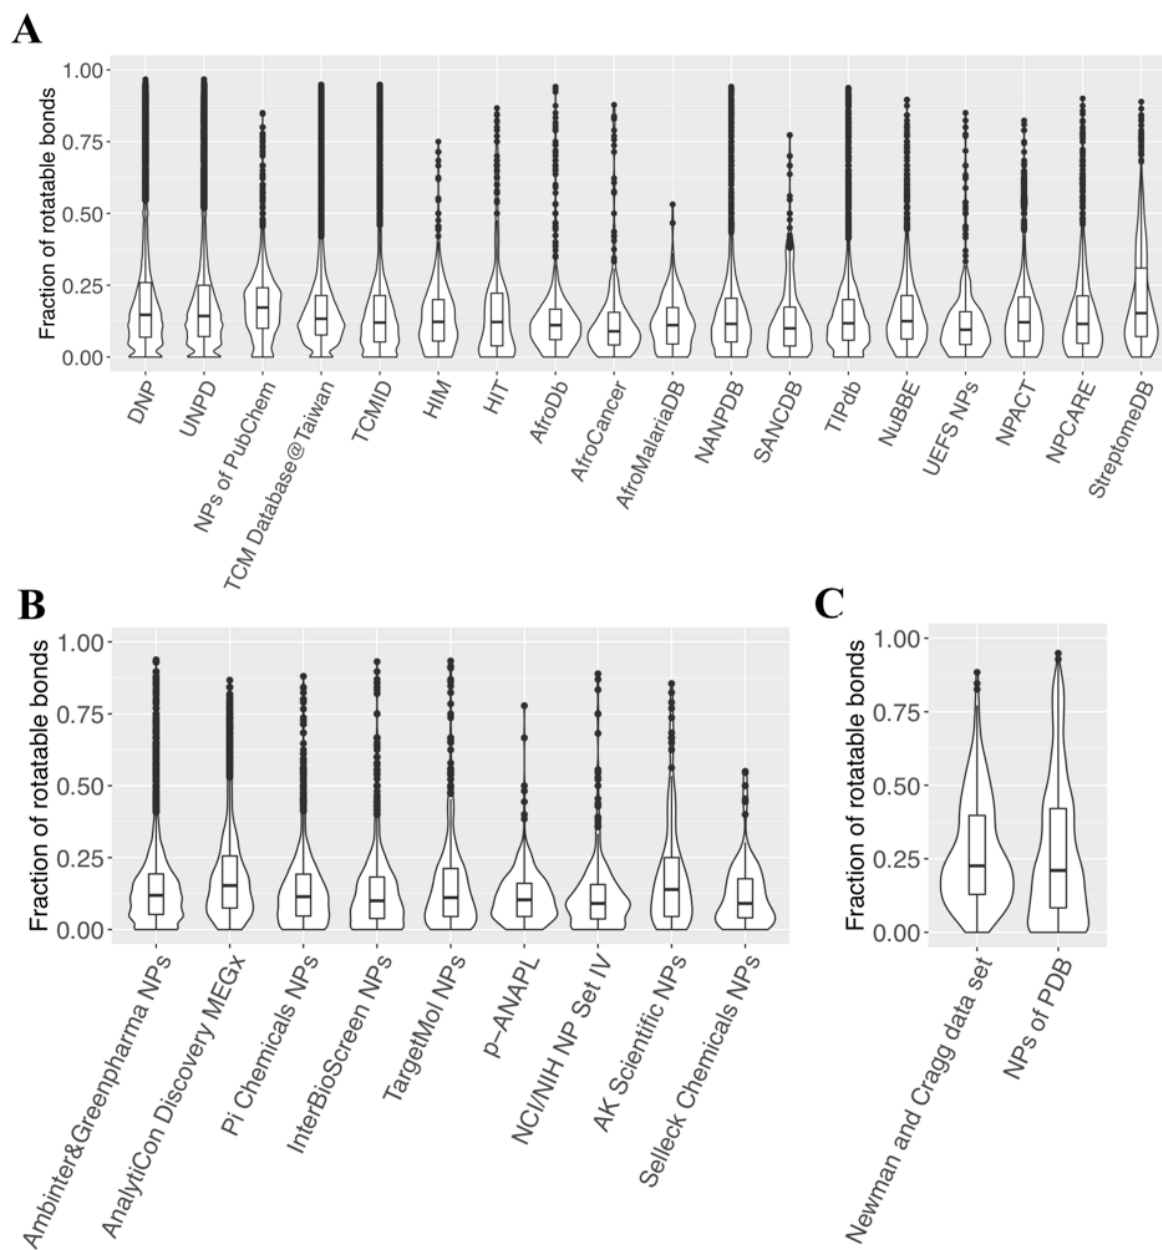 A
Fraction of rotatable bonds
1.00
0.75
0.50
0.25
0.00
DNP
UNPD
NPs of PubChem
TCM Database@Taiwan
TCMID
HIM
HIT
AfroDb
AfroCancer
AfroMalariaDB
NANPDB
SANCDB
TIPdb
NuBBE
UEFS NPs
NPACT
NPCARE
StreptomeDB
B
Fraction of rotatable bonds
1.00
0.75
0.50
0.25
0.00
Ambinter&Greenpharma NPs
AnalytiCon Discovery MEGx
Pi Chemicals NPs
InterBioScreen NPs
TargetMol NPs
p−ANAPL
NCI/NIH NP Set IV
AK Scientific NPs
Selleck Chemicals NPs
C
Fraction of rotatable bonds
1.00
0.75
0.50
0.25
0.00
Newman and Cragg data set
NPs of PDB